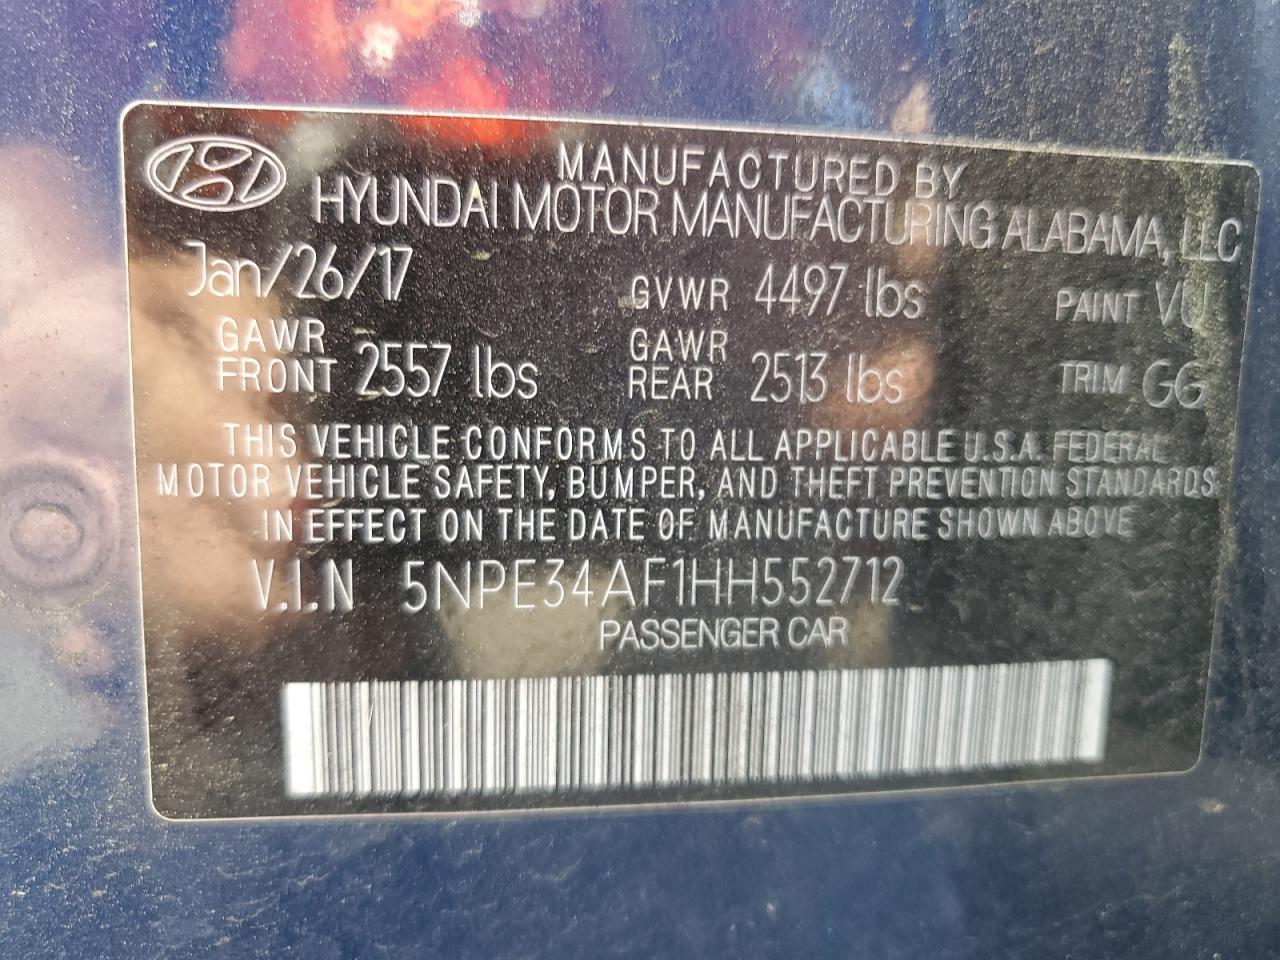 MANUFACTURED BY
HYUNDAI MOTOR MANUFACTURING ALABAMA, LLC
Jan/26/17 GVWR 4497 lbs PAINT VU
GAWR FRONT 2557 lbs GAWR REAR 2513 lbs TRIM GG
THIS VEHICLE CONFORMS TO ALL APPLICABLE U.S.A. FEDERAL
MOTOR VEHICLE SAFETY, BUMPER, AND THEFT PREVENTION STANDARDS
IN EFFECT ON THE DATE OF MANUFACTURE SHOWN ABOVE
V.I.N 5NPE34AF1HH552712
PASSENGER CAR